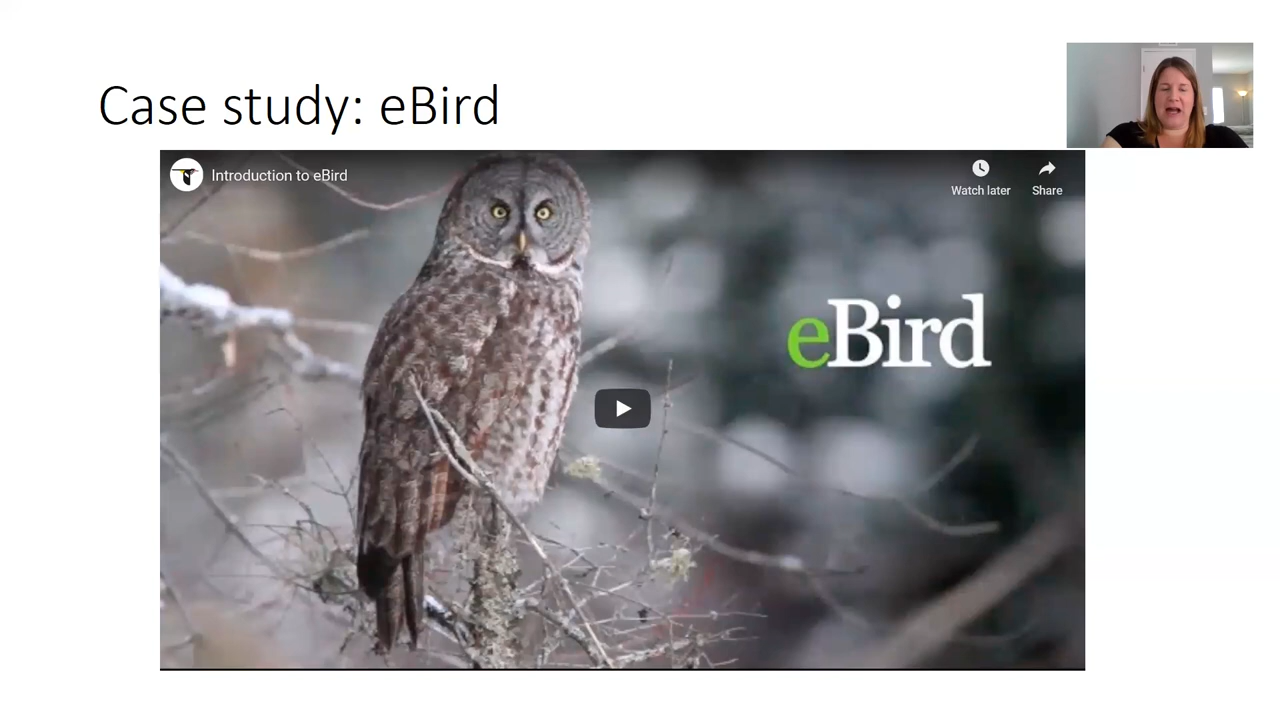 Case study: eBird
Introduction to eBird
Watch later
Share
eBird